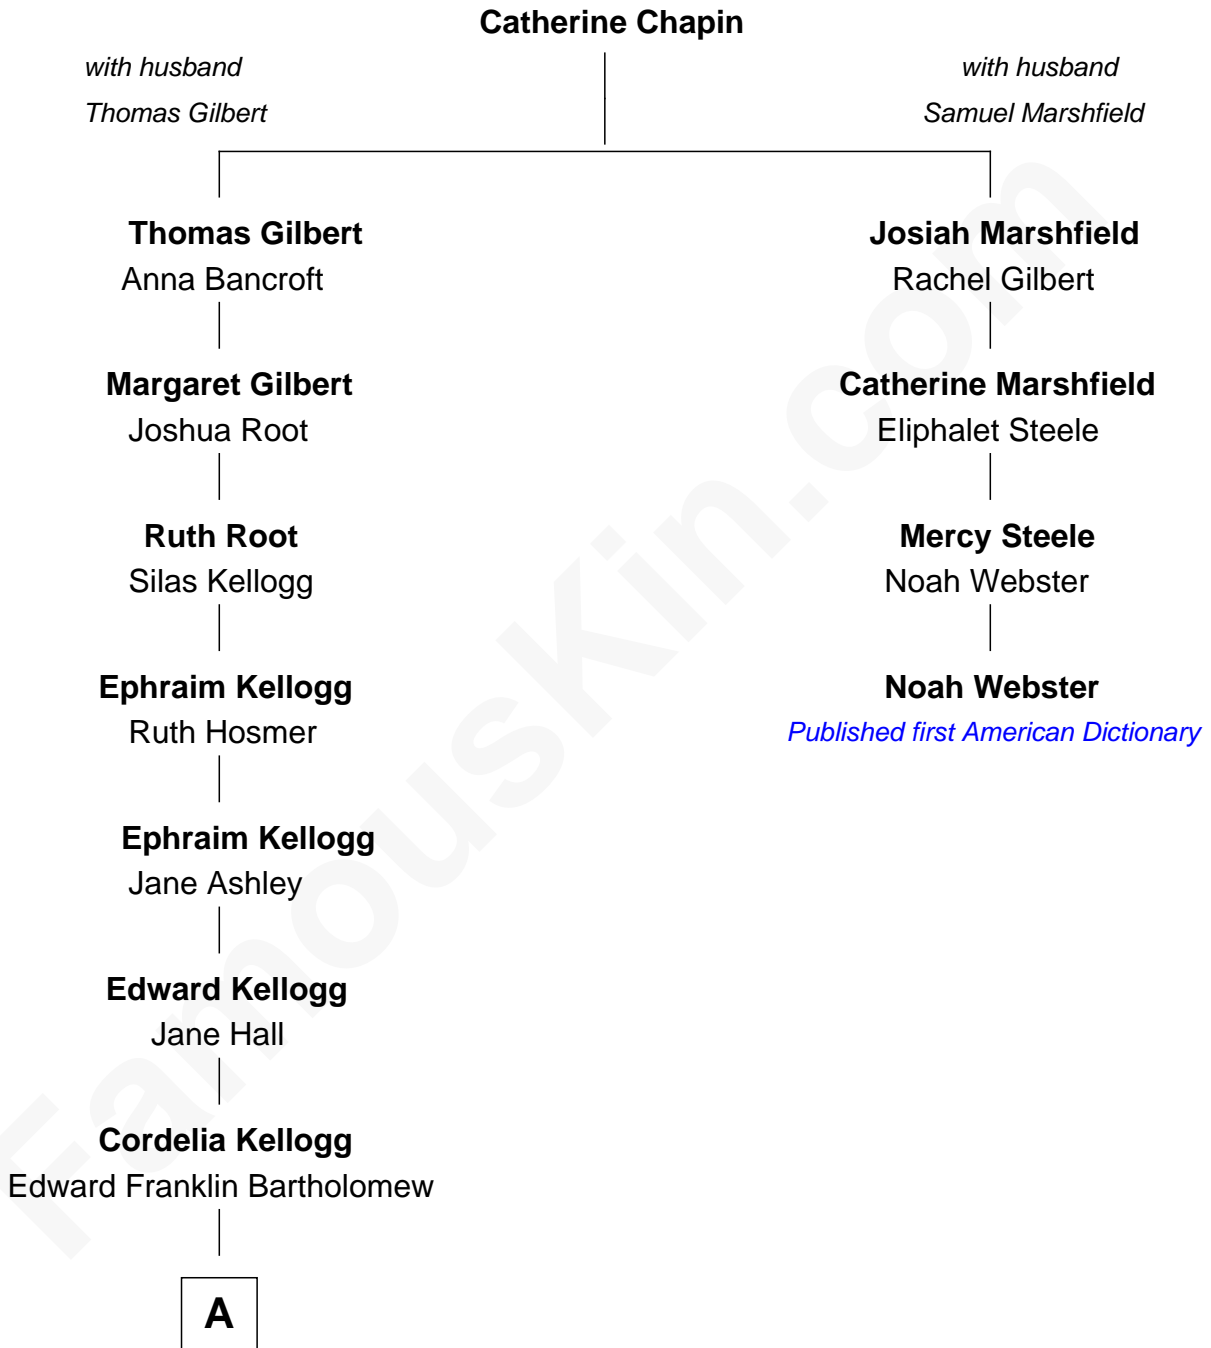 Catherine Chapin
with husband
Thomas Gilbert
with husband
Samuel Marshfield
Thomas Gilbert
Anna Bancroft
Josiah Marshfield
Rachel Gilbert
Margaret Gilbert
Joshua Root
Catherine Marshfield
Eliphalet Steele
Ruth Root
Silas Kellogg
Mercy Steele
Noah Webster
Ephraim Kellogg
Ruth Hosmer
Noah Webster
Published first American Dictionary
Ephraim Kellogg
Jane Ashley
Edward Kellogg
Jane Hall
Cordelia Kellogg
Edward Franklin Bartholomew
A
FamousKin.com